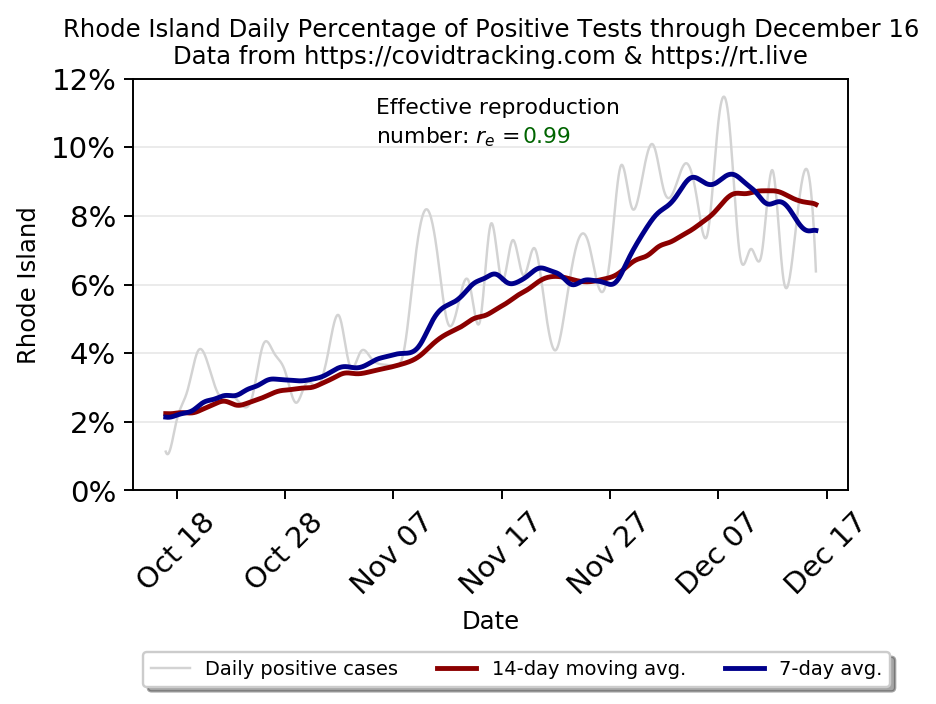 Rhode Island Daily Percentage of Positive Tests through December 16
Data from https://covidtracking.com & https://rt.live
12%
10%
8%
6%
4%
2%
0%
Rhode Island
Effective reproduction
number: rₑ =0.99
Oct 18
Oct 28
Nov 07
Nov 17
Nov 27
Dec 07
Dec 17
Date
Daily positive cases
14-day moving avg.
7-day avg.